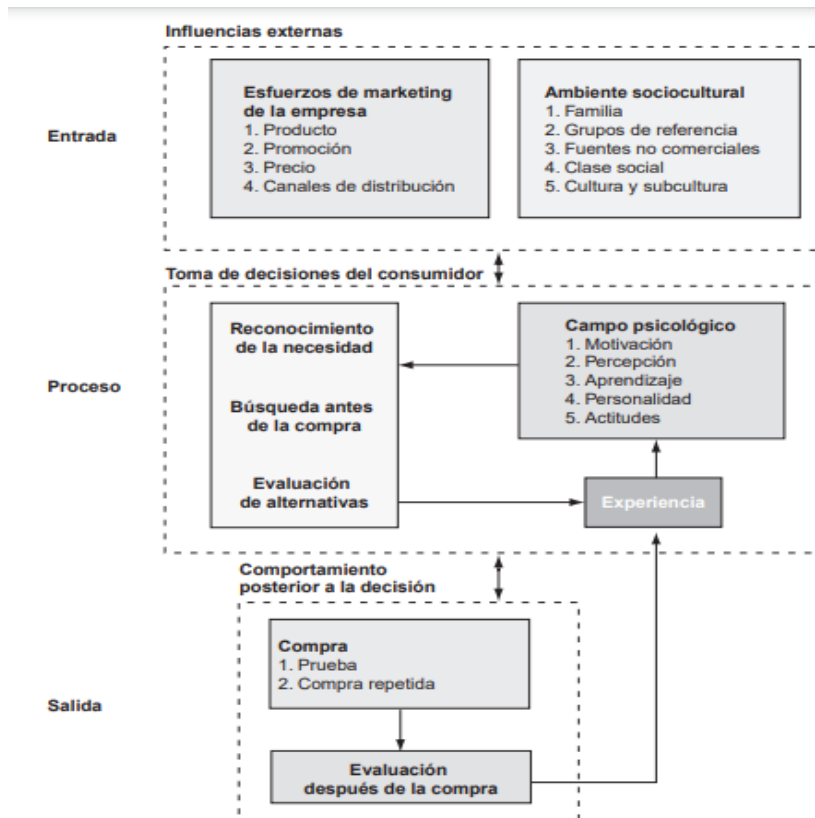 Influencias externas
Entrada
Esfuerzos de marketing
de la empresa
1. Producto
2. Promoción
3. Precio
4. Canales de distribución
Ambiente sociocultural
1. Familia
2. Grupos de referencia
3. Fuentes no comerciales
4. Clase social
5. Cultura y subcultura
Toma de decisiones del consumidor
Proceso
Reconocimiento
de la necesidad
Búsqueda antes
de la compra
Evaluación
de alternativas
Campo psicológico
1. Motivación
2. Percepción
3. Aprendizaje
4. Personalidad
5. Actitudes
Experiencia
Comportamiento
posterior a la decisión
Salida
Compra
1. Prueba
2. Compra repetida
Evaluación
después de la compra